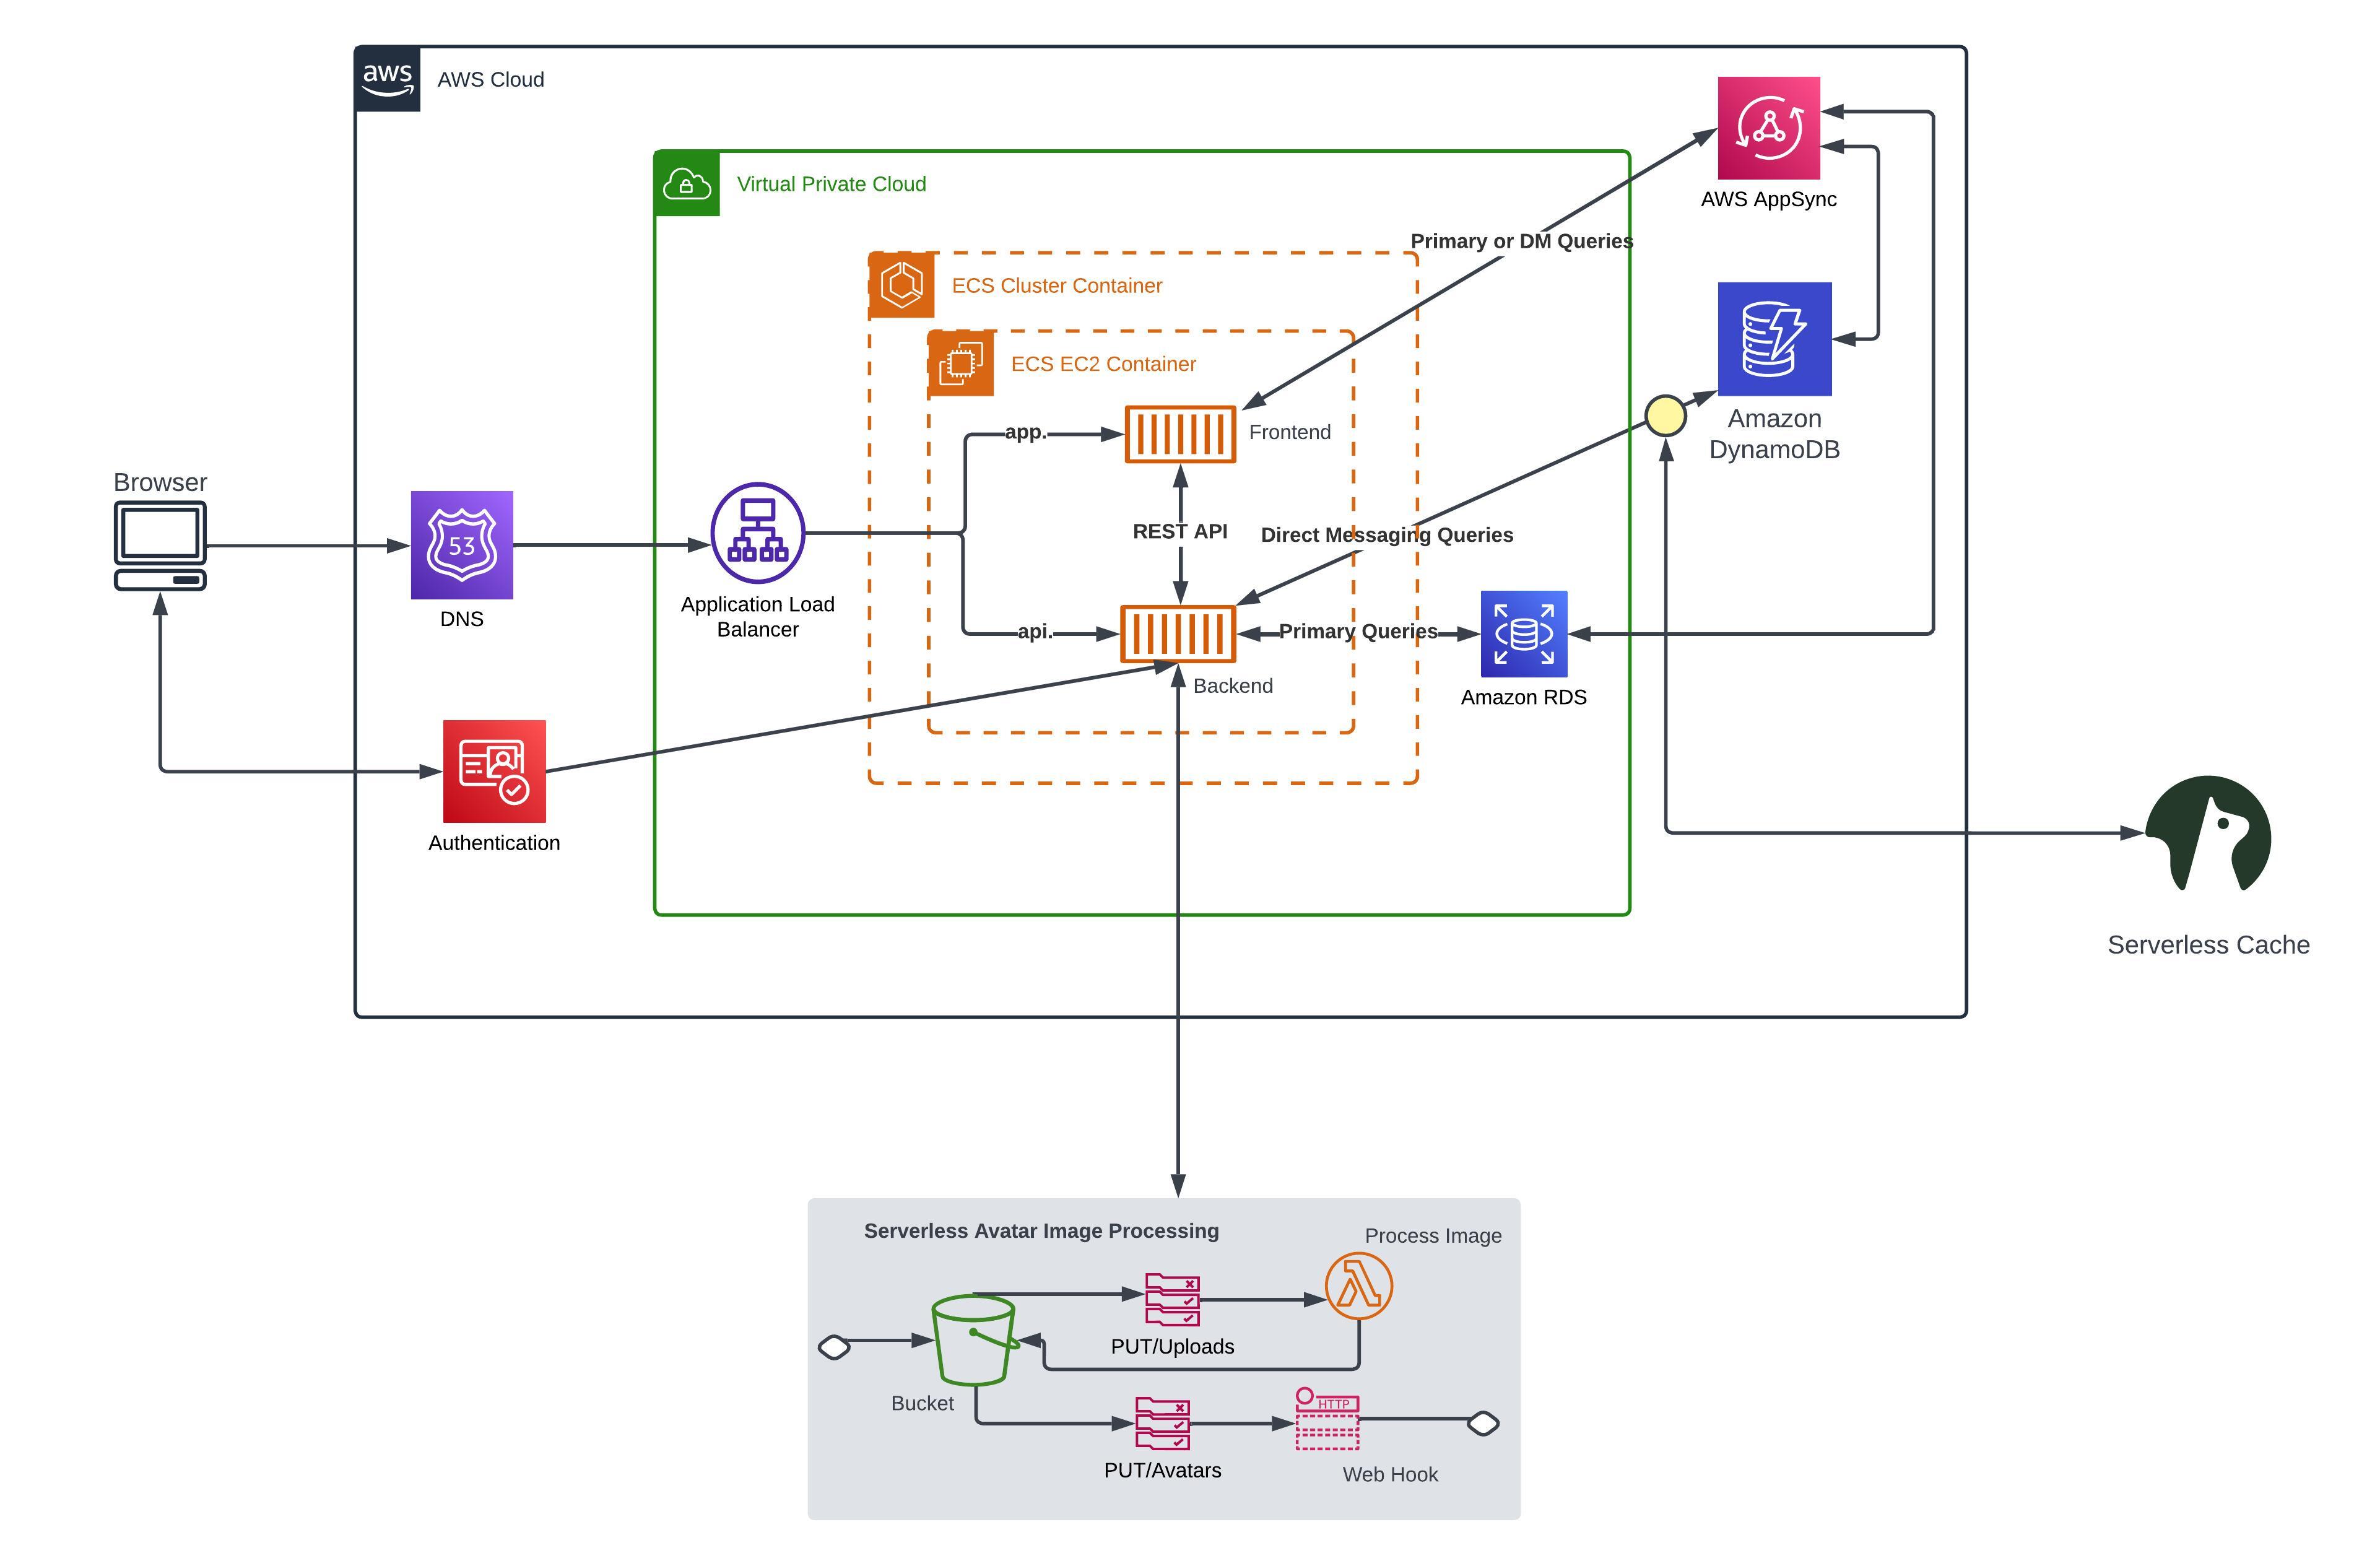 aws
AWS Cloud
AWS AppSync
Virtual Private Cloud
Primary or DM Queries
ECS Cluster Container
ECS EC2 Container
Amazon
DynamoDB
app.
Frontend
Browser
53
DNS
Application Load
Balancer
REST API
Direct Messaging Queries
api.
Primary Queries
Backend
Amazon RDS
Authentication
Serverless Cache
Serverless Avatar Image Processing
Process Image
PUT/Uploads
Bucket
HTTP
PUT/Avatars
Web Hook